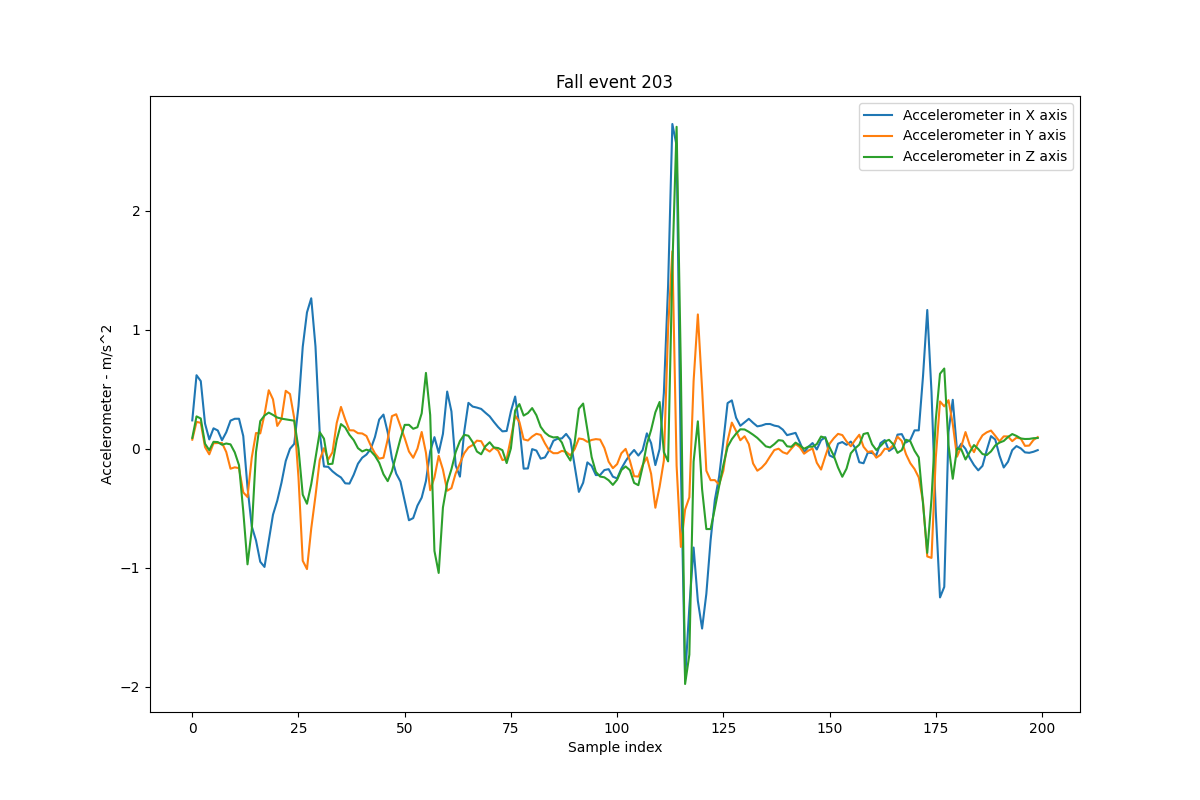 Fall event 203
Accelerometer in X axis
Accelerometer in Y axis
Accelerometer in Z axis
Accelerometer - m/s^2
2
1
0
−1
−2
0 25 50 75 100 125 150 175 200
Sample index